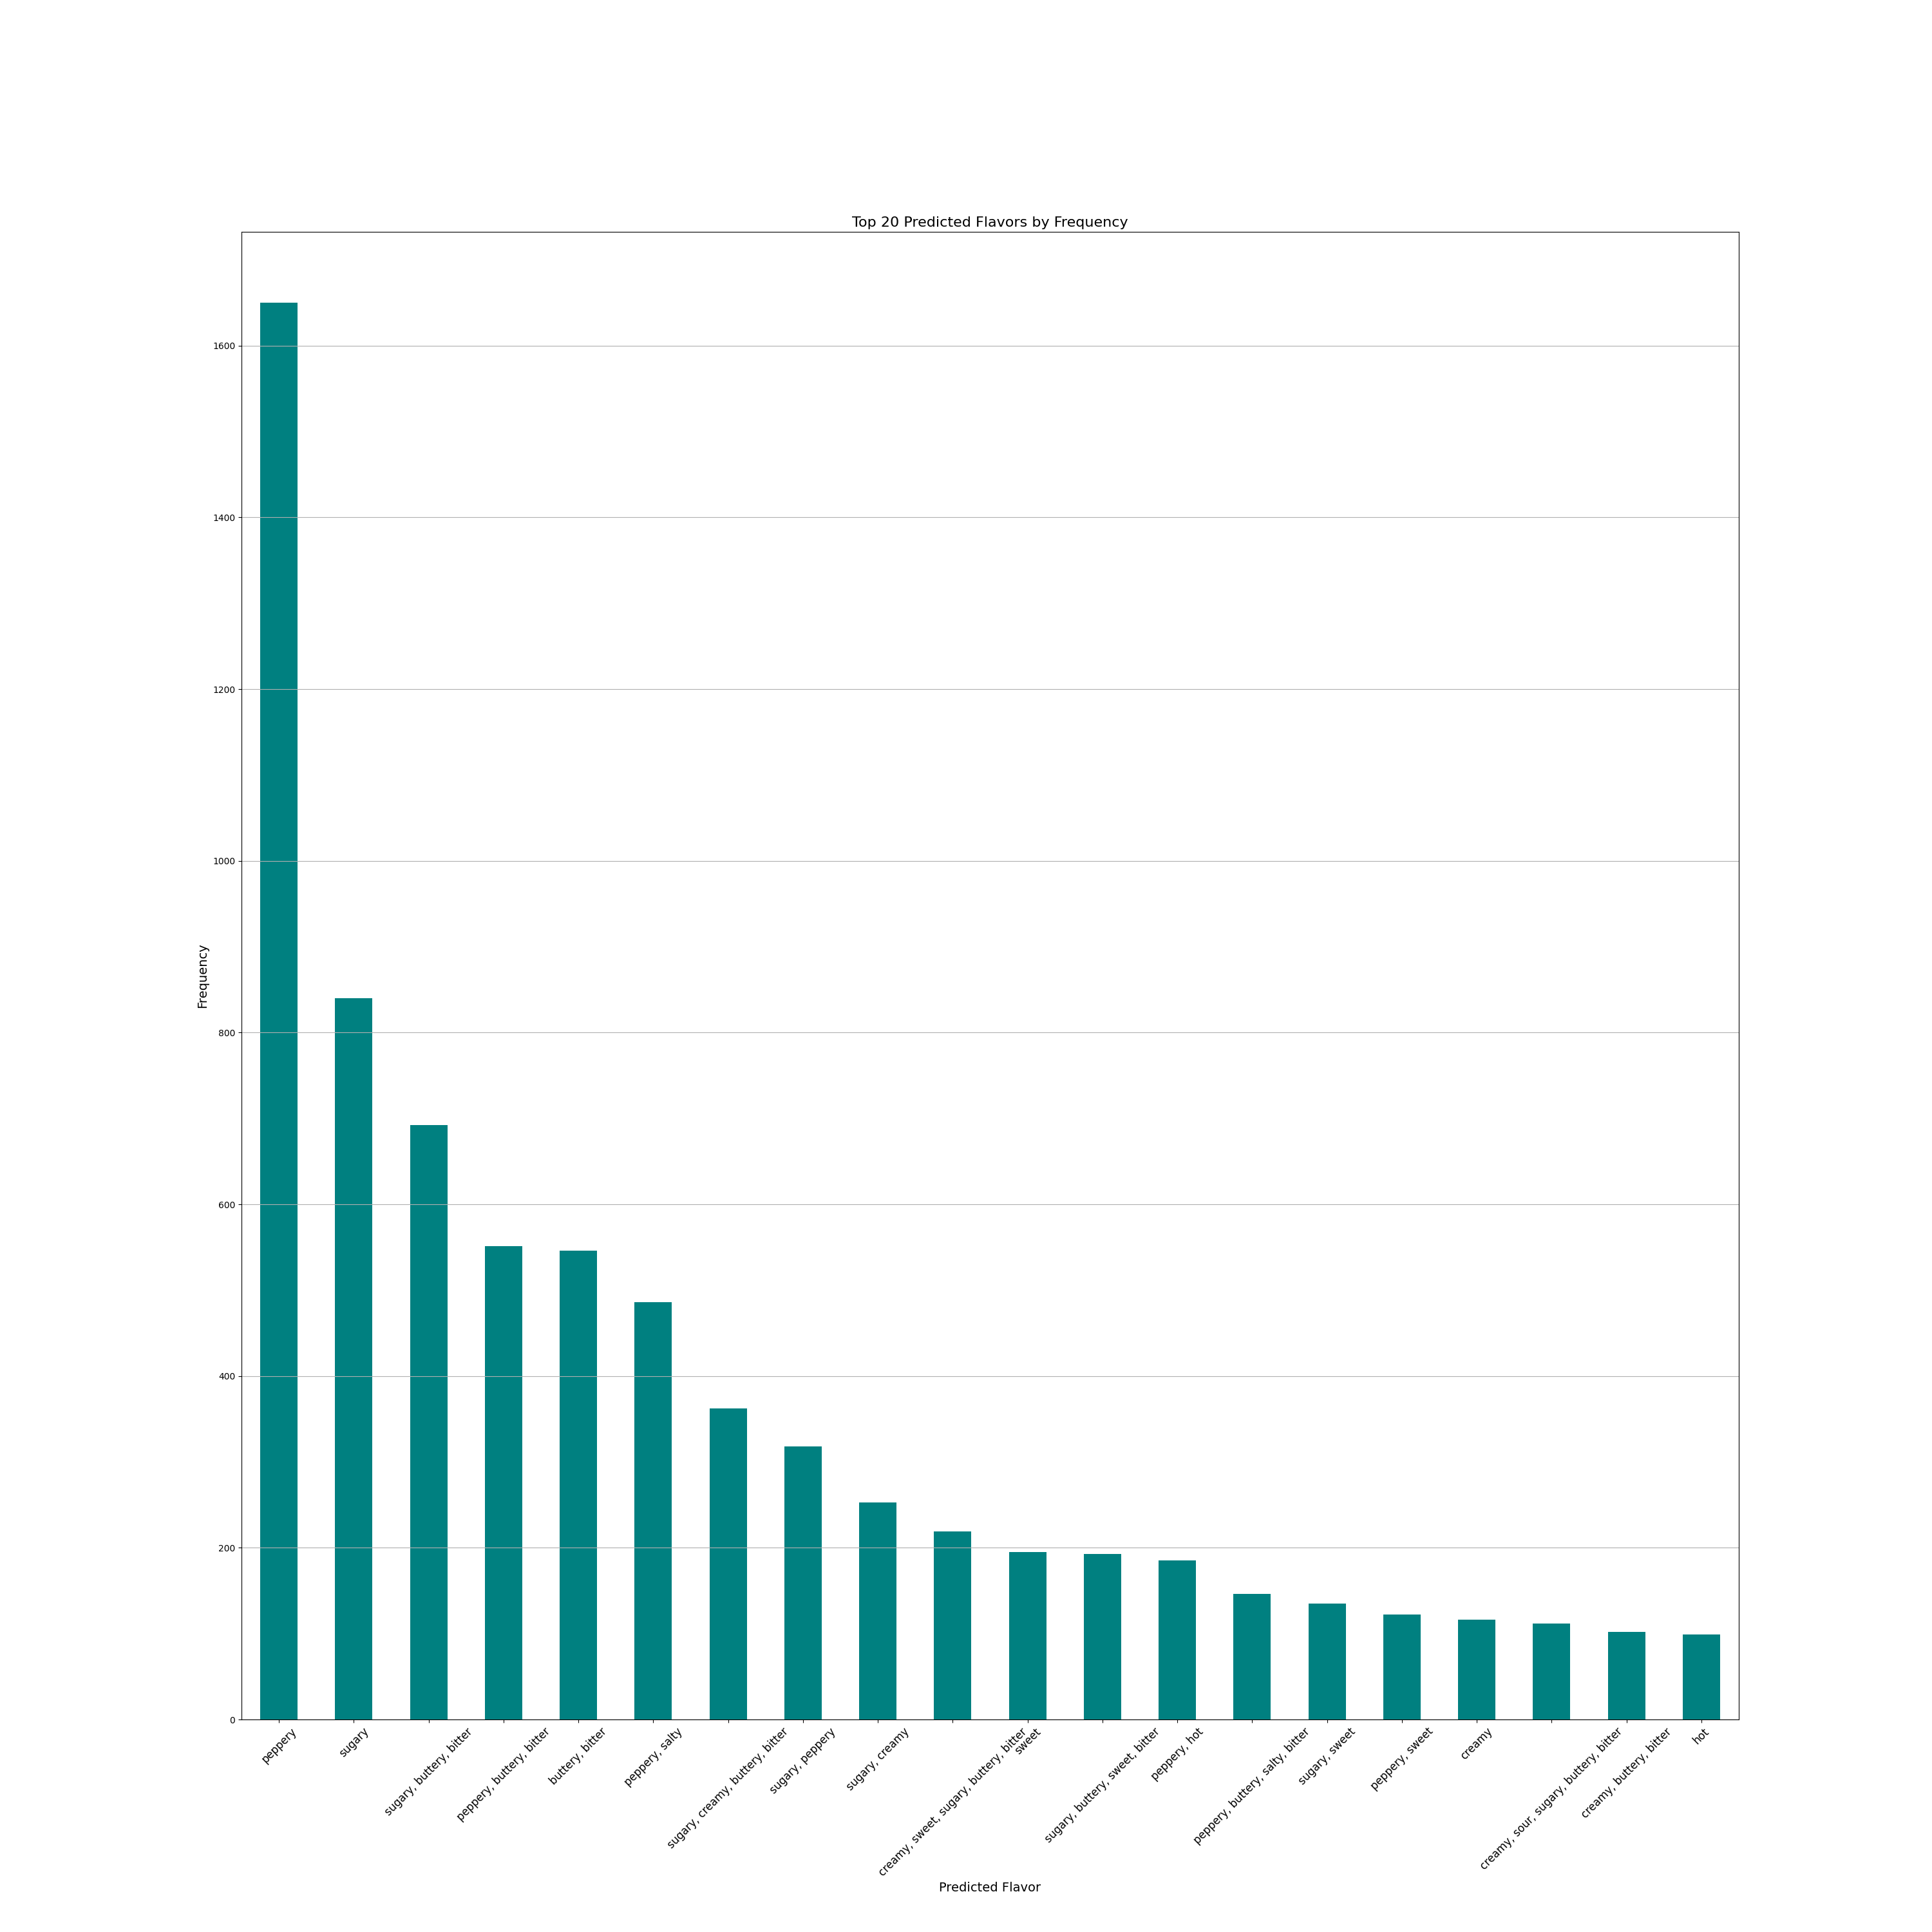 Top 20 Predicted Flavors by Frequency
Frequency
1600
1400
1200
1000
800
600
400
200
0
peppery
sugary
sugary, buttery, bitter
peppery, buttery, bitter
buttery, bitter
peppery, salty
sugary, creamy, buttery, bitter
sugary, peppery
sugary, creamy
creamy, sweet, sugary, buttery, bitter
sweet
sugary, buttery, sweet, bitter
peppery, hot
peppery, buttery, salty, bitter
sugary, sweet
peppery, sweet
creamy
creamy, sour, sugary, buttery, bitter
creamy, buttery, bitter
hot
Predicted Flavor